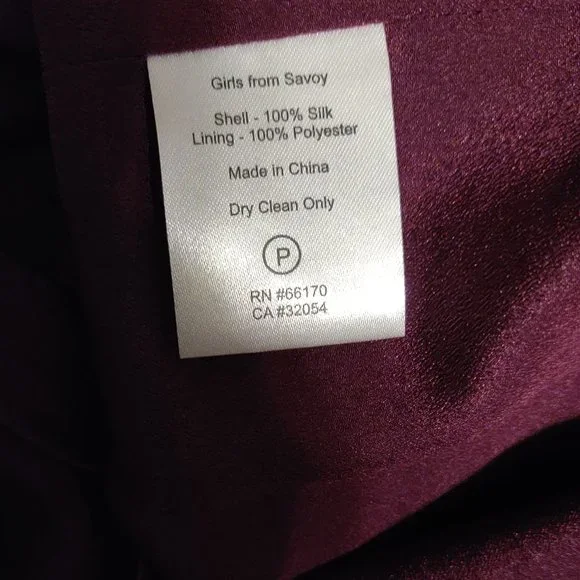 Girls from Savoy
Shell - 100% Silk
Lining - 100% Polyester
Made in China
Dry Clean Only
P
RN #66170
CA #32054